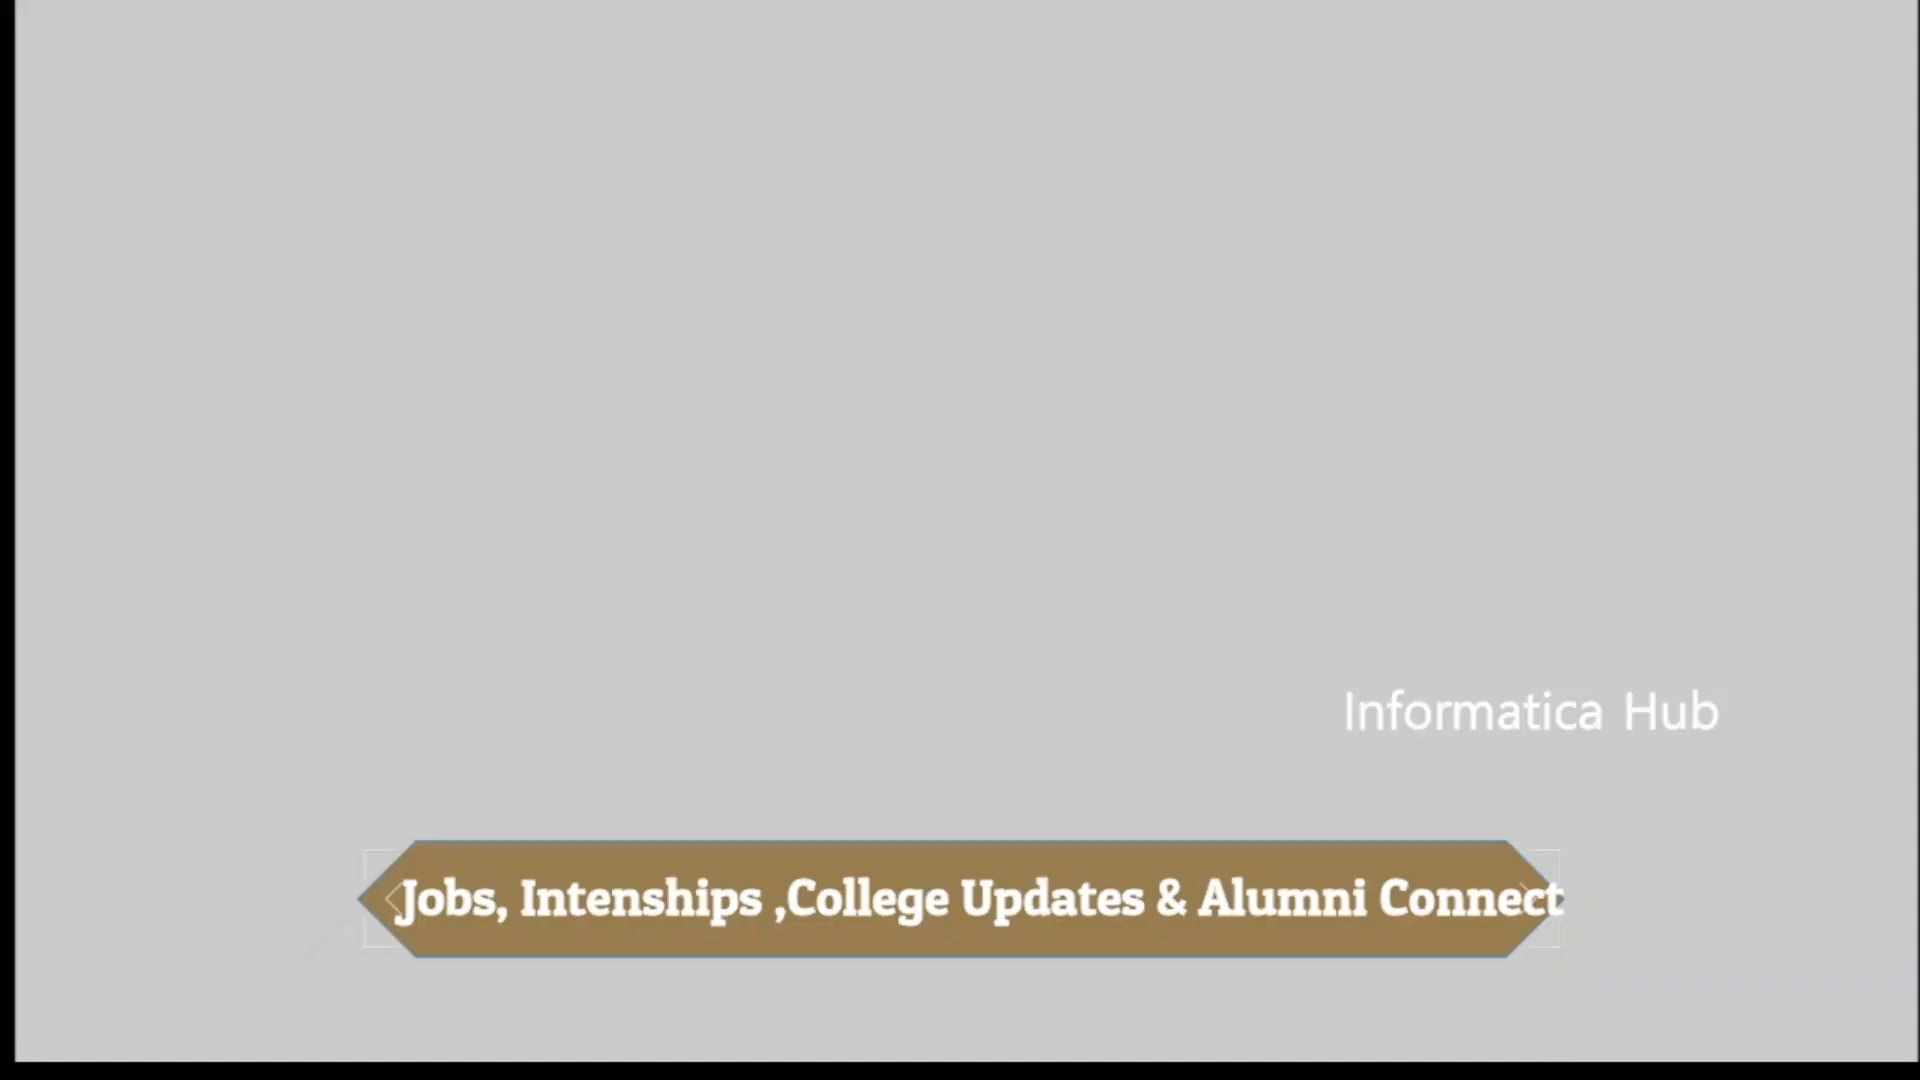 Informatica Hub
Jobs, Intenships ,College Updates & Alumni Connect